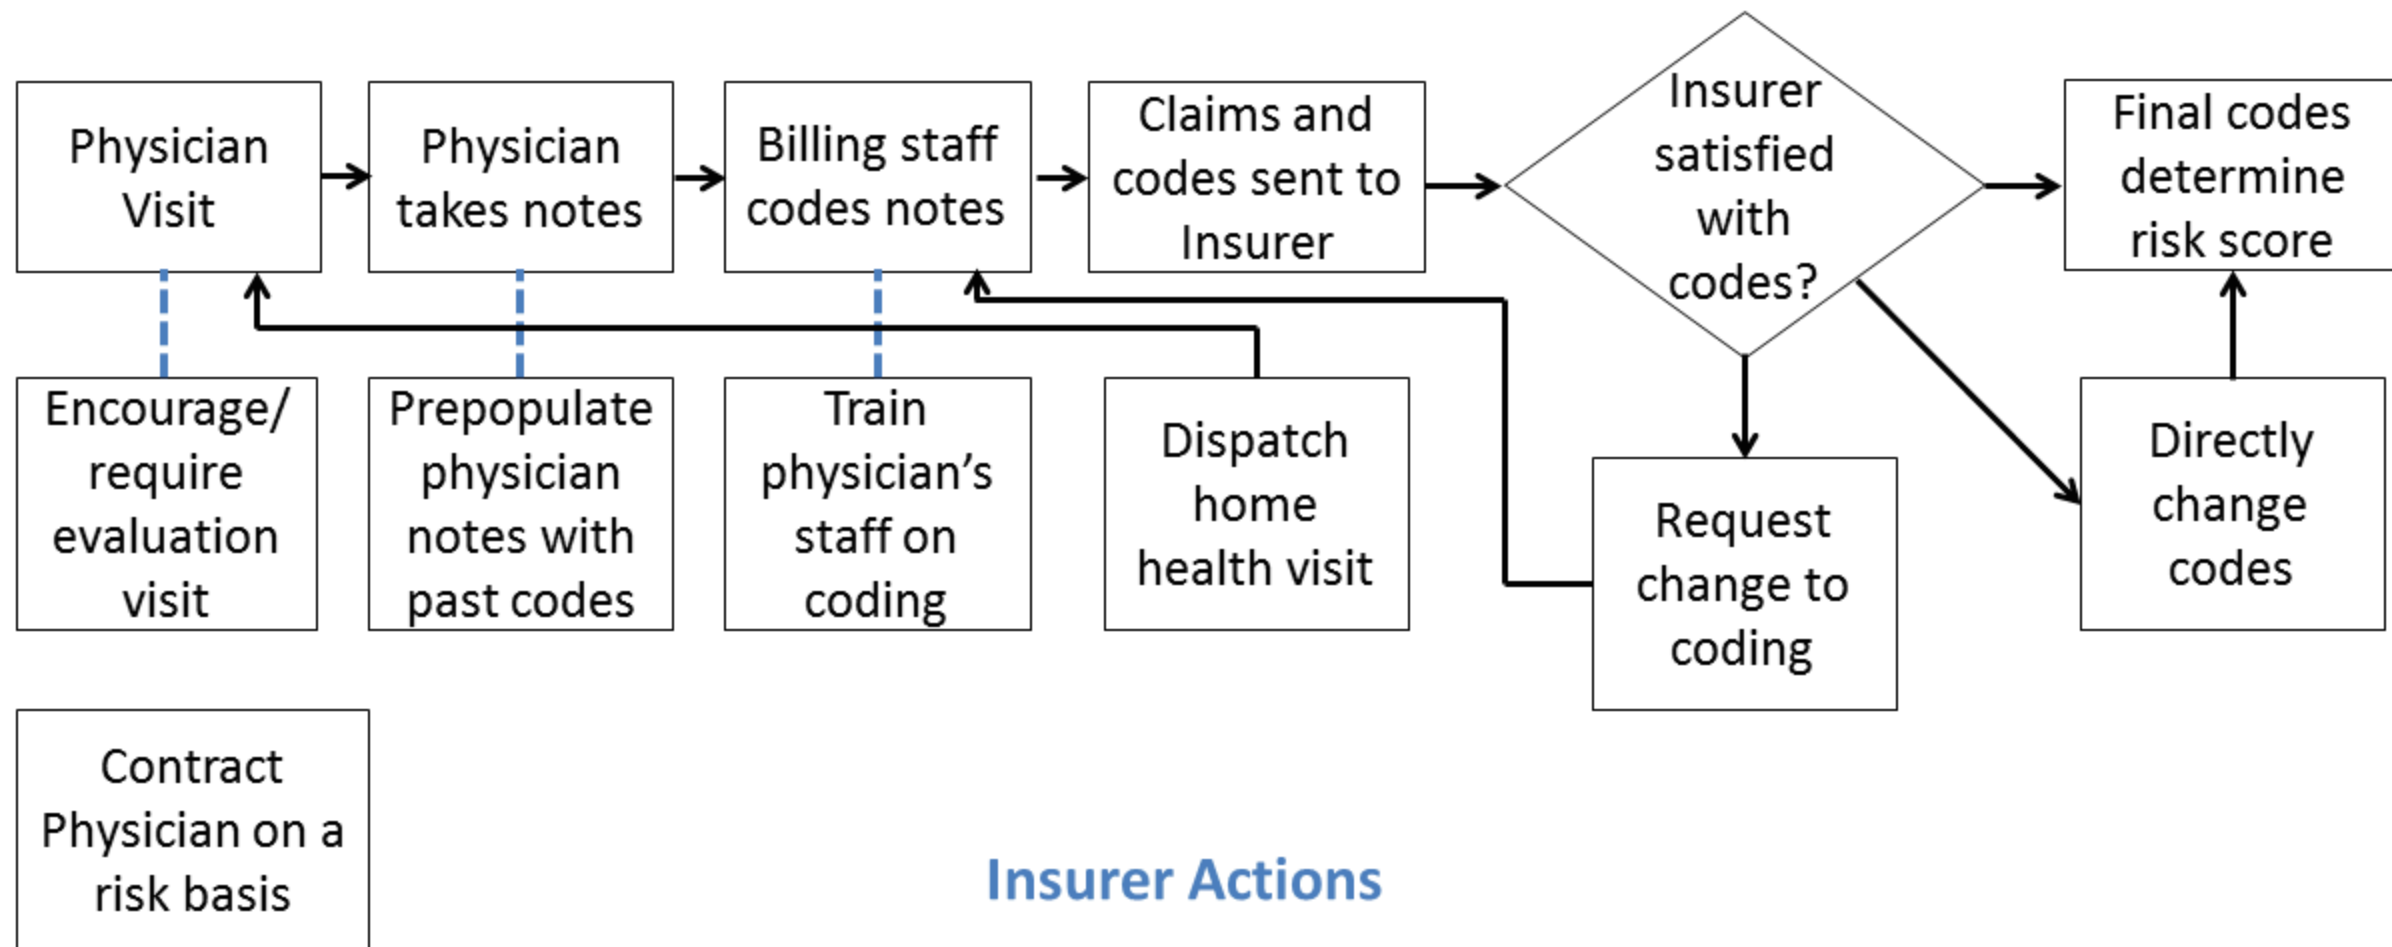 Physician
Visit
Physician
takes notes
Billing staff
codes notes
Claims and
codes sent to
Insurer
Insurer
satisfied
with
codes?
Final codes
determine
risk score
Encourage/
require
evaluation
visit
Prepopulate
physician
notes with
past codes
Train
physician’s
staff on
coding
Dispatch
home
health visit
Request
change to
coding
Directly
change
codes
Contract
Physician on a
risk basis
Insurer Actions